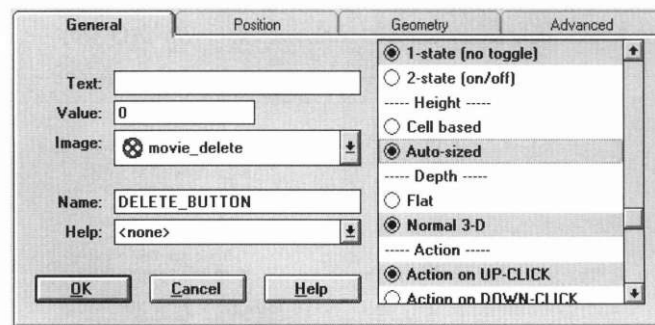 General
Position
Geometry
Advanced
Text:
Value: 0
Image: movie_delete
Name: DELETE_BUTTON
Help: <none>
OK
Cancel
Help
1-state (no toggle)
2-state (on/off)
----- Height -----
Cell based
Auto-sized
----- Depth -----
Flat
Normal 3-D
----- Action -----
Action on UP-CLICK
Action on DOWN-CLICK